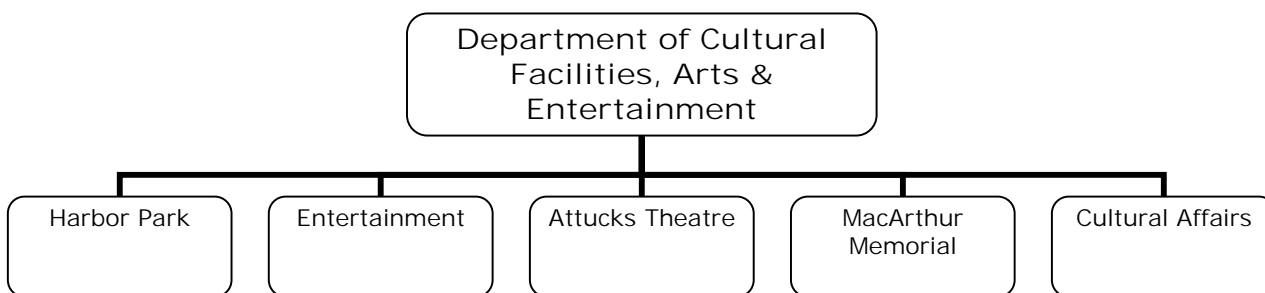 Department of Cultural
Facilities, Arts &
Entertainment
Harbor Park
Entertainment
Attucks Theatre
MacArthur
Memorial
Cultural Affairs